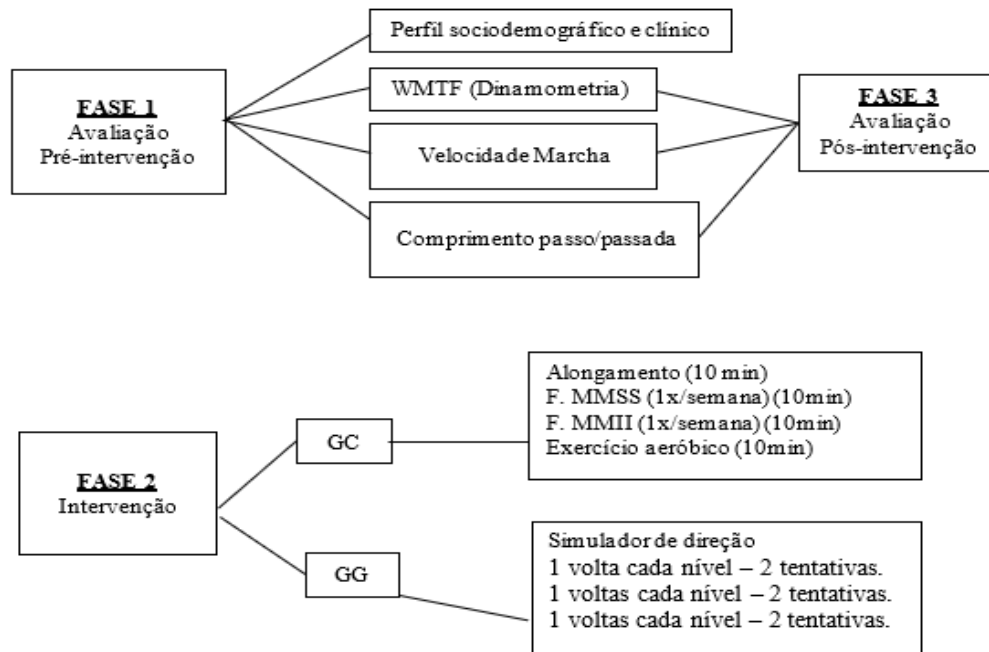 Perfil sociodemográfico e clínico
FASE 1
Avaliação
Pré-intervenção
WMTF (Dinamometria)
Velocidade Marcha
Comprimento passo/passada
FASE 3
Avaliação
Pós-intervenção
FASE 2
Intervenção
GC
Alongamento (10 min)
F. MMSS (1x/semana) (10min)
F. MMII (1x/semana) (10min)
Exercício aeróbico (10min)
GG
Simulador de direção
1 volta cada nível – 2 tentativas.
1 voltas cada nível – 2 tentativas.
1 voltas cada nível – 2 tentativas.